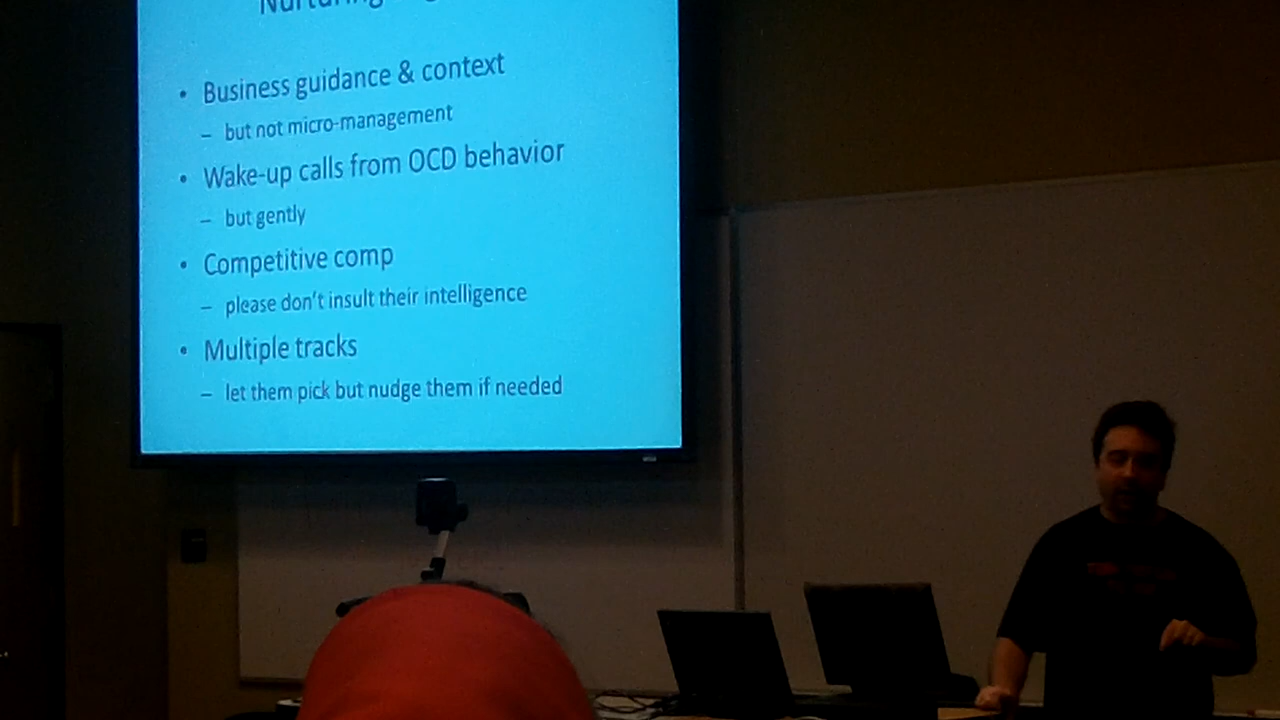 Nurturing
• Business guidance & context
– but not micro-management
• Wake-up calls from OCD behavior
– but gently
• Competitive comp
– please don't insult their intelligence
• Multiple tracks
– let them pick but nudge them if needed